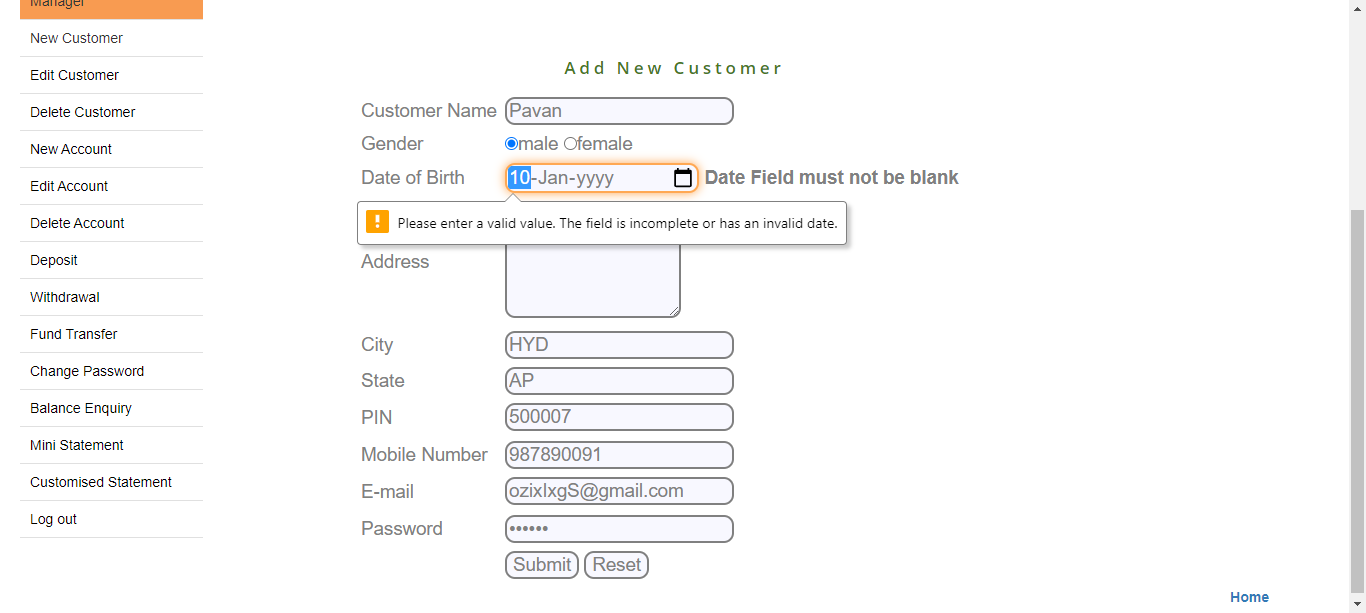 Manager
New Customer
Edit Customer
Delete Customer
New Account
Edit Account
Delete Account
Deposit
Withdrawal
Fund Transfer
Change Password
Balance Enquiry
Mini Statement
Customised Statement
Log out
Add New Customer
Customer Name Pavan
Gender male female
Date of Birth 10-Jan-yyyy Date Field must not be blank
! Please enter a valid value. The field is incomplete or has an invalid date.
Address
City HYD
State AP
PIN 500007
Mobile Number 987890091
E-mail ozixIxgS@gmail.com
Password ••••••
Submit Reset
Home